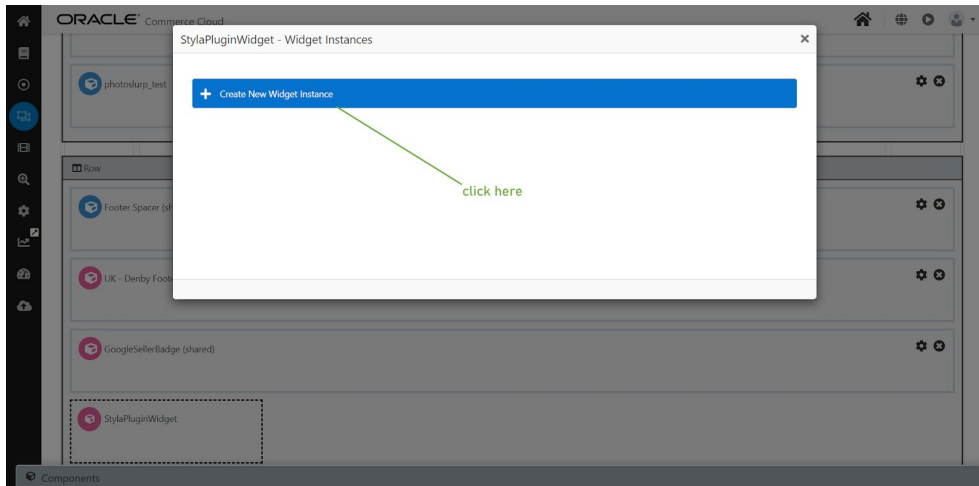 ORACLE® Commerce Cloud
StylaPluginWidget - Widget Instances
photoslurp_test
Create New Widget Instance
click here
Row
Footer Spacer (sh
UK - Denby Foot
GoogleSellerBadge (shared)
StylaPluginWidget
Components